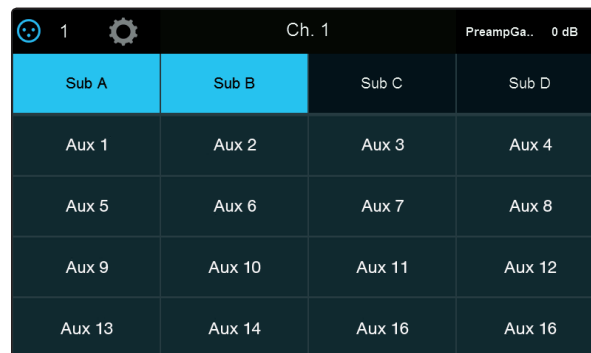 1 Ch. 1 PreampGa.. 0 dB
Sub A Sub B Sub C Sub D
Aux 1 Aux 2 Aux 3 Aux 4
Aux 5 Aux 6 Aux 7 Aux 8
Aux 9 Aux 10 Aux 11 Aux 12
Aux 13 Aux 14 Aux 16 Aux 16